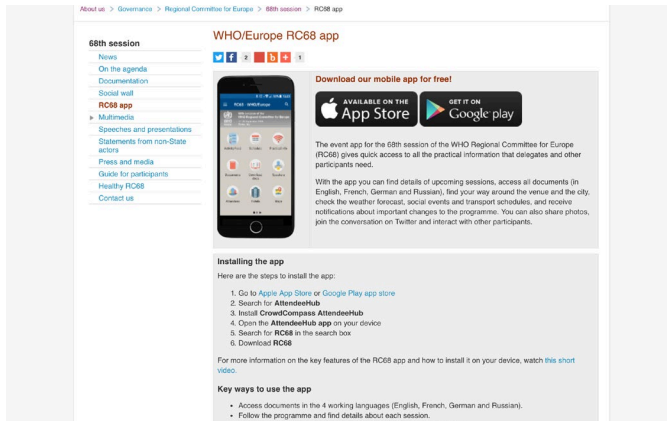 About us > Governance > Regional Committee for Europe > 68th session > RC68 app
68th session
News
On the agenda
Documentation
Social wall
RC68 app
Multimedia
Speeches and presentations
Statements from non-State
actors
Press and media
Guide for participants
Healthy RC68
Contact us
WHO/Europe RC68 app
2
1
Download our mobile app for free!
AVAILABLE ON THE
App Store
GET IT ON
Google play
The event app for the 68th session of the WHO Regional Committee for Europe
(RC68) gives quick access to all the practical information that delegates and other
participants need.
With the app you can find details of upcoming sessions, access all documents (in
English, French, German and Russian), find your way around the venue and the city,
check the weather forecast, social events and transport schedules, and receive
notifications about important changes to the programme. You can also share photos,
join the conversation on Twitter and interact with other participants.
Installing the app
Here are the steps to install the app:
1. Go to Apple App Store or Google Play app store
2. Search for AttendeeHub
3. Install CrowdCompass AttendeeHub
4. Open the AttendeeHub app on your device
5. Search for RC68 in the search box
6. Download RC68
For more information on the key features of the RC68 app and how to install it on your device, watch this short
video.
Key ways to use the app
• Access documents in the 4 working languages (English, French, German and Russian).
• Follow the programme and find details about each session.